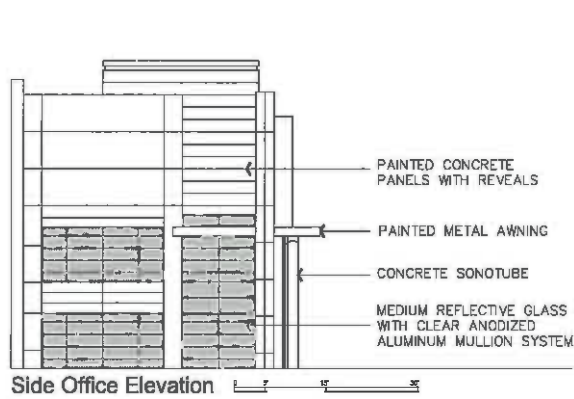 PAINTED CONCRETE
PANELS WITH REVEALS
PAINTED METAL AWNING
CONCRETE SONOTUBE
MEDIUM REFLECTIVE GLASS
WITH CLEAR ANODIZED
ALUMINUM MULLION SYSTEM
Side Office Elevation